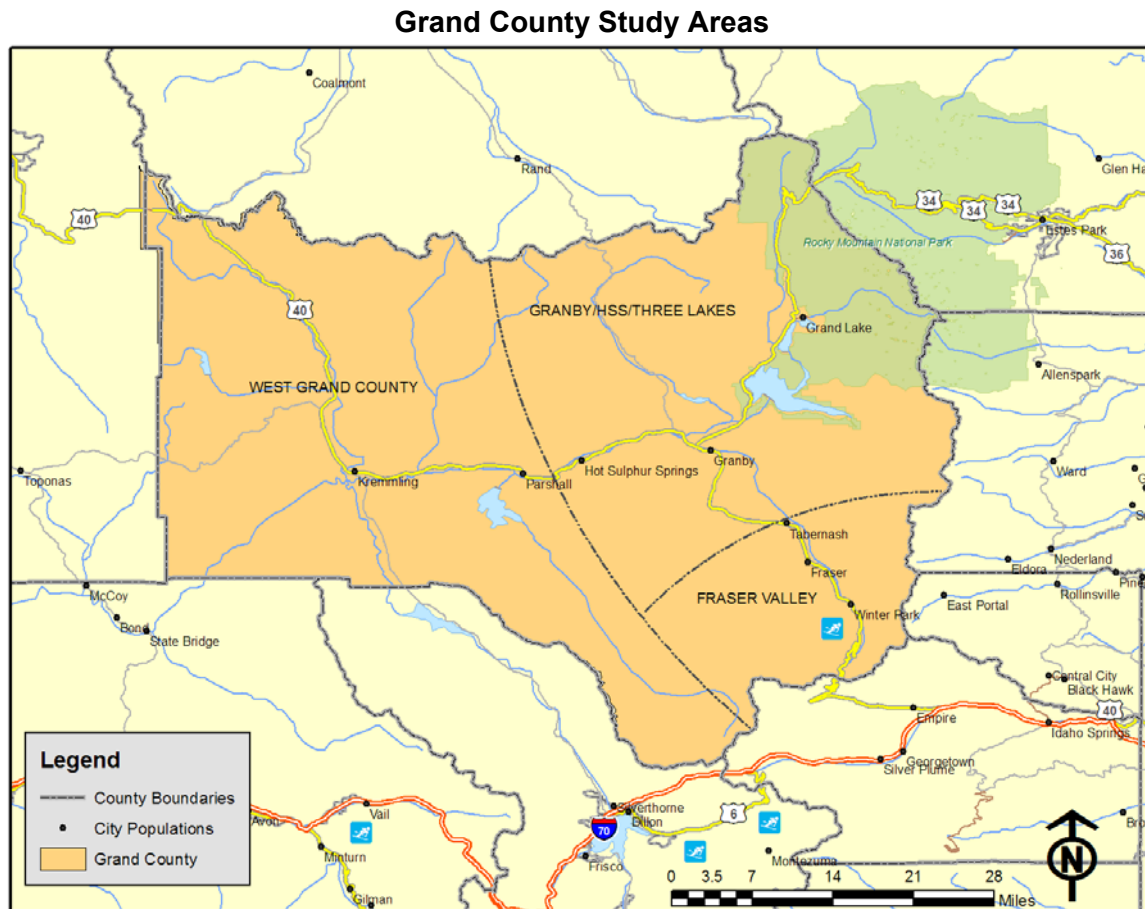 Grand County Study Areas
Coalmont
Rand
Glen Ha
40
34
34
34
Estes Park
Rocky Mountain National Park
36
40
GRANBY/HSS/THREE LAKES
Grand Lake
Allenspark
WEST GRAND COUNTY
Hot Sulphur Springs
Granby
Ward
G
Toponas
Kremmling
Parshall
S
Tabernash
Nederland
Eldora
Fraser
Pine
McCoy
Rollinsville
FRASER VALLEY
East Portal
Winter Park
Bond
State Bridge
Central City
Black Hawk
40
Empire
Idaho Springs
Legend
Georgetown
Silver Plume
County Boundaries
City Populations
Grand County
Avon
Vail
Silverthorne
Dillon
6
70
Bro
Minturn
Frisco
Montezuma
N
Gilman
0 3.5 7 14 21 28
Miles